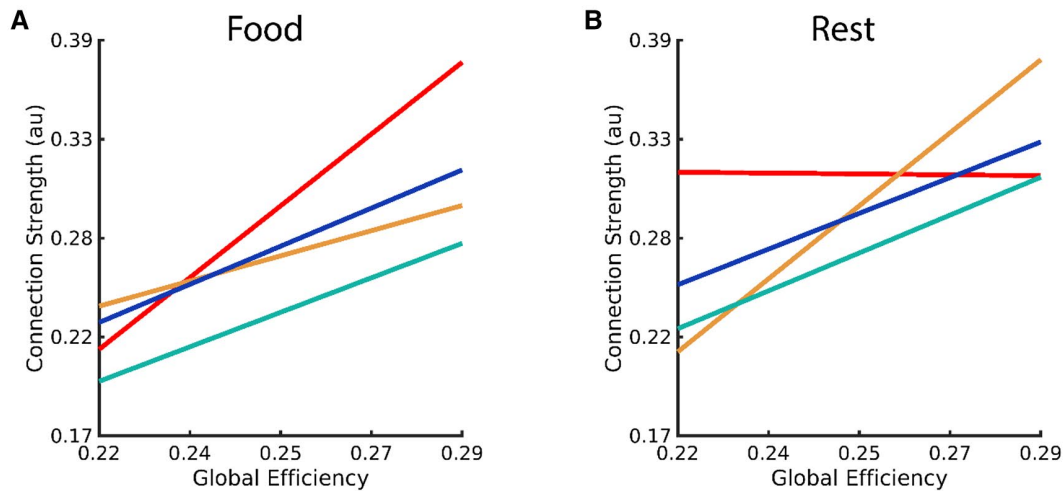 A
Food
0.39
0.33
0.28
0.22
0.17
Connection Strength (au)
0.22 0.24 0.25 0.27 0.29
Global Efficiency
B
Rest
0.39
0.33
0.28
0.22
0.17
Connection Strength (au)
0.22 0.24 0.25 0.27 0.29
Global Efficiency